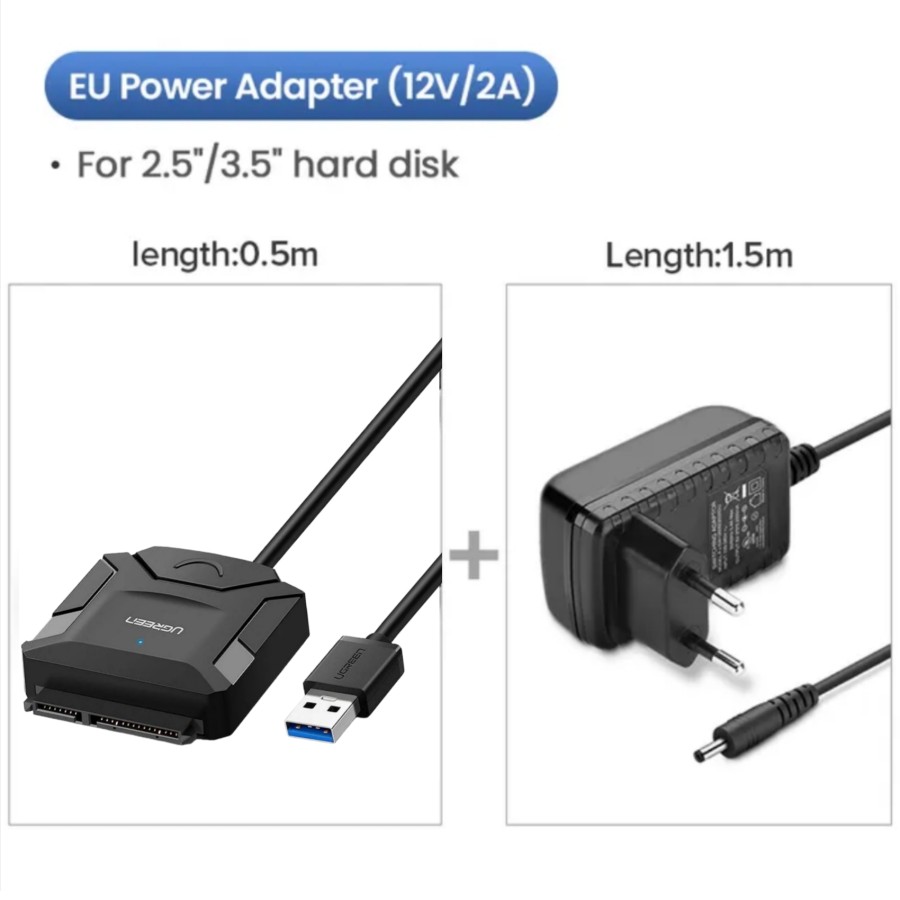 EU Power Adapter (12V/2A)
• For 2.5"/3.5" hard disk
length:0.5m
Length:1.5m
UGREEN
UGREEN
+